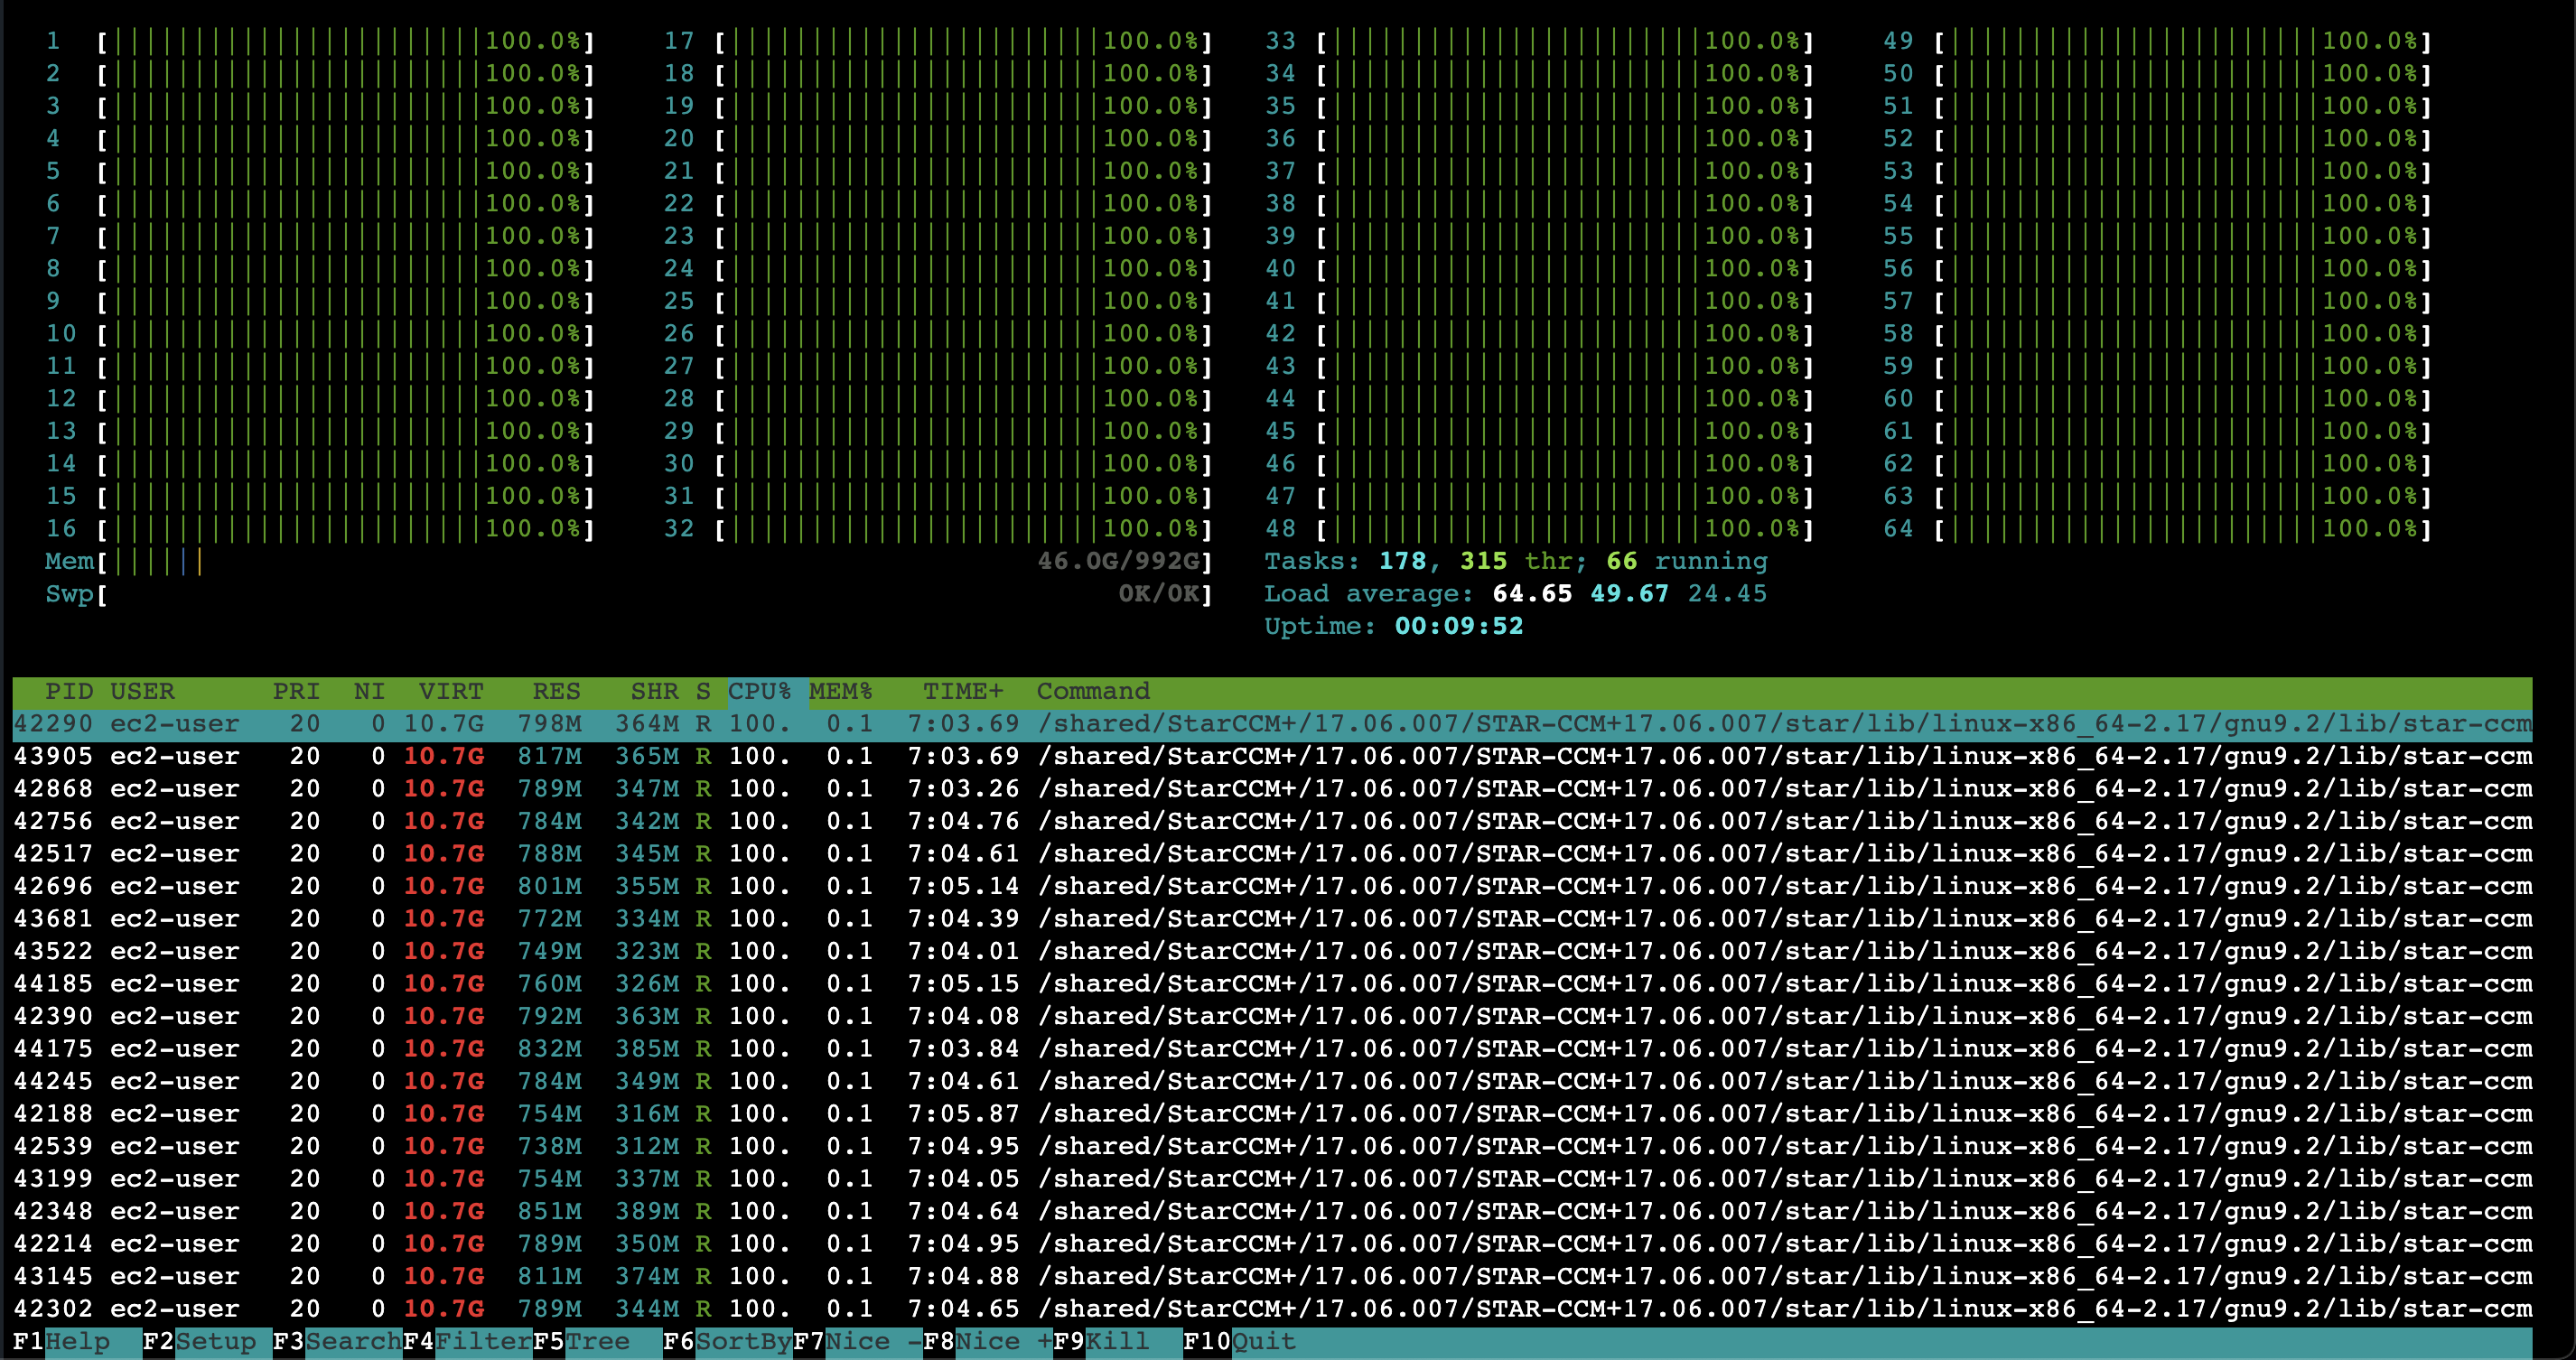 1 [||||||||||||||||||||||100.0%] 17 [||||||||||||||||||||||100.0%] 33 [||||||||||||||||||||||100.0%] 49 [||||||||||||||||||||||100.0%]
2 [||||||||||||||||||||||100.0%] 18 [||||||||||||||||||||||100.0%] 34 [||||||||||||||||||||||100.0%] 50 [||||||||||||||||||||||100.0%]
3 [||||||||||||||||||||||100.0%] 19 [||||||||||||||||||||||100.0%] 35 [||||||||||||||||||||||100.0%] 51 [||||||||||||||||||||||100.0%]
4 [||||||||||||||||||||||100.0%] 20 [||||||||||||||||||||||100.0%] 36 [||||||||||||||||||||||100.0%] 52 [||||||||||||||||||||||100.0%]
5 [||||||||||||||||||||||100.0%] 21 [||||||||||||||||||||||100.0%] 37 [||||||||||||||||||||||100.0%] 53 [||||||||||||||||||||||100.0%]
6 [||||||||||||||||||||||100.0%] 22 [||||||||||||||||||||||100.0%] 38 [||||||||||||||||||||||100.0%] 54 [||||||||||||||||||||||100.0%]
7 [||||||||||||||||||||||100.0%] 23 [||||||||||||||||||||||100.0%] 39 [||||||||||||||||||||||100.0%] 55 [||||||||||||||||||||||100.0%]
8 [||||||||||||||||||||||100.0%] 24 [||||||||||||||||||||||100.0%] 40 [||||||||||||||||||||||100.0%] 56 [||||||||||||||||||||||100.0%]
9 [||||||||||||||||||||||100.0%] 25 [||||||||||||||||||||||100.0%] 41 [||||||||||||||||||||||100.0%] 57 [||||||||||||||||||||||100.0%]
10 [||||||||||||||||||||||100.0%] 26 [||||||||||||||||||||||100.0%] 42 [||||||||||||||||||||||100.0%] 58 [||||||||||||||||||||||100.0%]
11 [||||||||||||||||||||||100.0%] 27 [||||||||||||||||||||||100.0%] 43 [||||||||||||||||||||||100.0%] 59 [||||||||||||||||||||||100.0%]
12 [||||||||||||||||||||||100.0%] 28 [||||||||||||||||||||||100.0%] 44 [||||||||||||||||||||||100.0%] 60 [||||||||||||||||||||||100.0%]
13 [||||||||||||||||||||||100.0%] 29 [||||||||||||||||||||||100.0%] 45 [||||||||||||||||||||||100.0%] 61 [||||||||||||||||||||||100.0%]
14 [||||||||||||||||||||||100.0%] 30 [||||||||||||||||||||||100.0%] 46 [||||||||||||||||||||||100.0%] 62 [||||||||||||||||||||||100.0%]
15 [||||||||||||||||||||||100.0%] 31 [||||||||||||||||||||||100.0%] 47 [||||||||||||||||||||||100.0%] 63 [||||||||||||||||||||||100.0%]
16 [||||||||||||||||||||||100.0%] 32 [||||||||||||||||||||||100.0%] 48 [||||||||||||||||||||||100.0%] 64 [||||||||||||||||||||||100.0%]
Mem[|||||| 46.0G/992G] Tasks: 178, 315 thr; 66 running
Swp[ 0K/0K] Load average: 64.65 49.67 24.45
Uptime: 00:09:52
PID USER PRI NI VIRT RES SHR S CPU% MEM% TIME+ Command
42290 ec2-user 20 0 10.7G 798M 364M R 100. 0.1 7:03.69 /shared/StarCCM+/17.06.007/STAR-CCM+17.06.007/star/lib/linux-x86_64-2.17/gnu9.2/lib/star-ccm
43905 ec2-user 20 0 10.7G 817M 365M R 100. 0.1 7:03.69 /shared/StarCCM+/17.06.007/STAR-CCM+17.06.007/star/lib/linux-x86_64-2.17/gnu9.2/lib/star-ccm
42868 ec2-user 20 0 10.7G 789M 347M R 100. 0.1 7:03.26 /shared/StarCCM+/17.06.007/STAR-CCM+17.06.007/star/lib/linux-x86_64-2.17/gnu9.2/lib/star-ccm
42756 ec2-user 20 0 10.7G 784M 342M R 100. 0.1 7:04.76 /shared/StarCCM+/17.06.007/STAR-CCM+17.06.007/star/lib/linux-x86_64-2.17/gnu9.2/lib/star-ccm
42517 ec2-user 20 0 10.7G 788M 345M R 100. 0.1 7:04.61 /shared/StarCCM+/17.06.007/STAR-CCM+17.06.007/star/lib/linux-x86_64-2.17/gnu9.2/lib/star-ccm
42696 ec2-user 20 0 10.7G 801M 355M R 100. 0.1 7:05.14 /shared/StarCCM+/17.06.007/STAR-CCM+17.06.007/star/lib/linux-x86_64-2.17/gnu9.2/lib/star-ccm
43681 ec2-user 20 0 10.7G 772M 334M R 100. 0.1 7:04.39 /shared/StarCCM+/17.06.007/STAR-CCM+17.06.007/star/lib/linux-x86_64-2.17/gnu9.2/lib/star-ccm
43522 ec2-user 20 0 10.7G 749M 323M R 100. 0.1 7:04.01 /shared/StarCCM+/17.06.007/STAR-CCM+17.06.007/star/lib/linux-x86_64-2.17/gnu9.2/lib/star-ccm
44185 ec2-user 20 0 10.7G 760M 326M R 100. 0.1 7:05.15 /shared/StarCCM+/17.06.007/STAR-CCM+17.06.007/star/lib/linux-x86_64-2.17/gnu9.2/lib/star-ccm
42390 ec2-user 20 0 10.7G 792M 363M R 100. 0.1 7:04.08 /shared/StarCCM+/17.06.007/STAR-CCM+17.06.007/star/lib/linux-x86_64-2.17/gnu9.2/lib/star-ccm
44175 ec2-user 20 0 10.7G 832M 385M R 100. 0.1 7:03.84 /shared/StarCCM+/17.06.007/STAR-CCM+17.06.007/star/lib/linux-x86_64-2.17/gnu9.2/lib/star-ccm
44245 ec2-user 20 0 10.7G 784M 349M R 100. 0.1 7:04.61 /shared/StarCCM+/17.06.007/STAR-CCM+17.06.007/star/lib/linux-x86_64-2.17/gnu9.2/lib/star-ccm
42188 ec2-user 20 0 10.7G 754M 316M R 100. 0.1 7:05.87 /shared/StarCCM+/17.06.007/STAR-CCM+17.06.007/star/lib/linux-x86_64-2.17/gnu9.2/lib/star-ccm
42539 ec2-user 20 0 10.7G 738M 312M R 100. 0.1 7:04.95 /shared/StarCCM+/17.06.007/STAR-CCM+17.06.007/star/lib/linux-x86_64-2.17/gnu9.2/lib/star-ccm
43199 ec2-user 20 0 10.7G 754M 337M R 100. 0.1 7:04.05 /shared/StarCCM+/17.06.007/STAR-CCM+17.06.007/star/lib/linux-x86_64-2.17/gnu9.2/lib/star-ccm
42348 ec2-user 20 0 10.7G 851M 389M R 100. 0.1 7:04.64 /shared/StarCCM+/17.06.007/STAR-CCM+17.06.007/star/lib/linux-x86_64-2.17/gnu9.2/lib/star-ccm
42214 ec2-user 20 0 10.7G 789M 350M R 100. 0.1 7:04.95 /shared/StarCCM+/17.06.007/STAR-CCM+17.06.007/star/lib/linux-x86_64-2.17/gnu9.2/lib/star-ccm
43145 ec2-user 20 0 10.7G 811M 374M R 100. 0.1 7:04.88 /shared/StarCCM+/17.06.007/STAR-CCM+17.06.007/star/lib/linux-x86_64-2.17/gnu9.2/lib/star-ccm
42302 ec2-user 20 0 10.7G 789M 344M R 100. 0.1 7:04.65 /shared/StarCCM+/17.06.007/STAR-CCM+17.06.007/star/lib/linux-x86_64-2.17/gnu9.2/lib/star-ccm
F1Help F2Setup F3SearchF4FilterF5Tree F6SortByF7Nice -F8Nice +F9Kill F10Quit